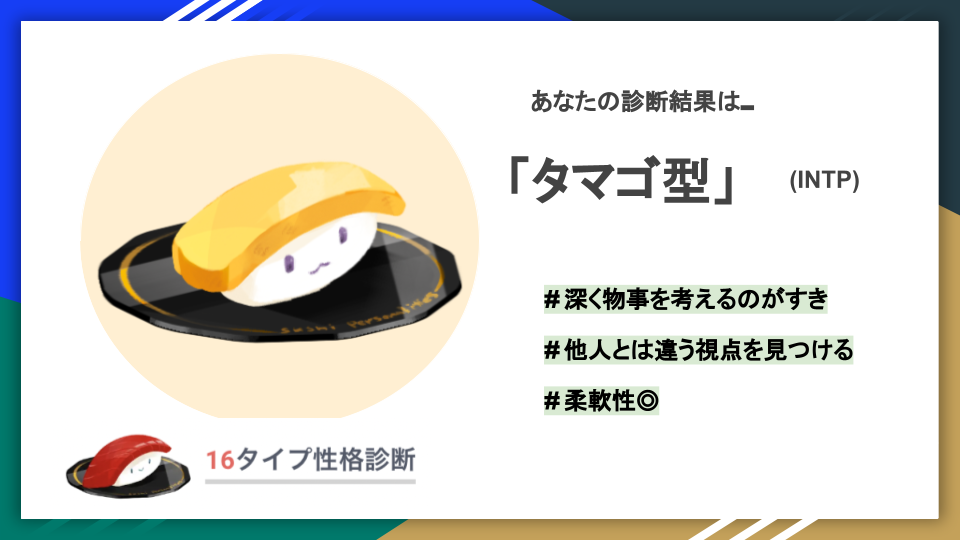 あなたの診断結果は...
「タマゴ型」 (INTP)
#深く物事を考えるのがすき
#他人とは違う視点を見つける
#柔軟性◎
Sushi Personalities
16タイプ性格診断